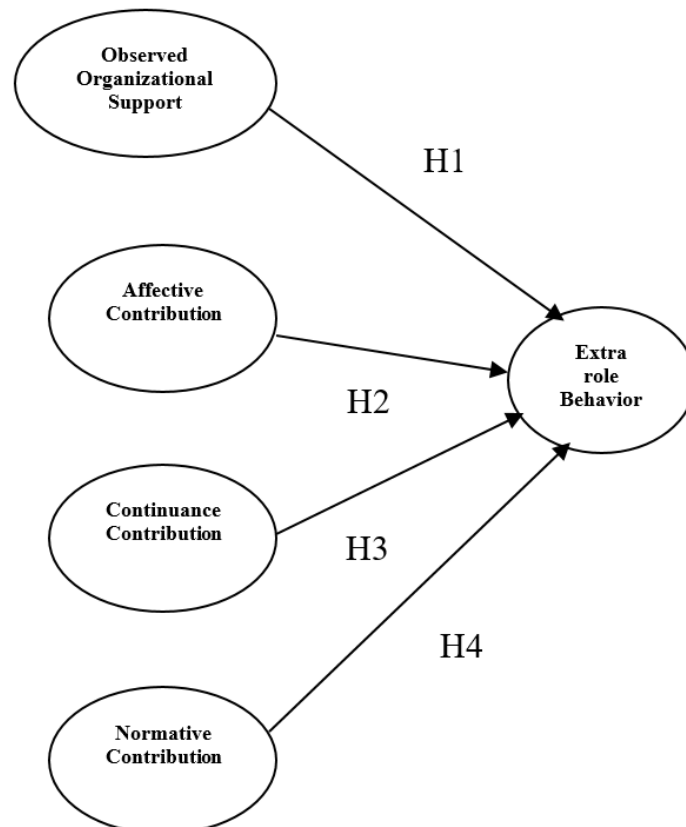 Observed
Organizational
Support
H1
Affective
Contribution
Extra
role
Behavior
H2
Continuance
Contribution
H3
H4
Normative
Contribution